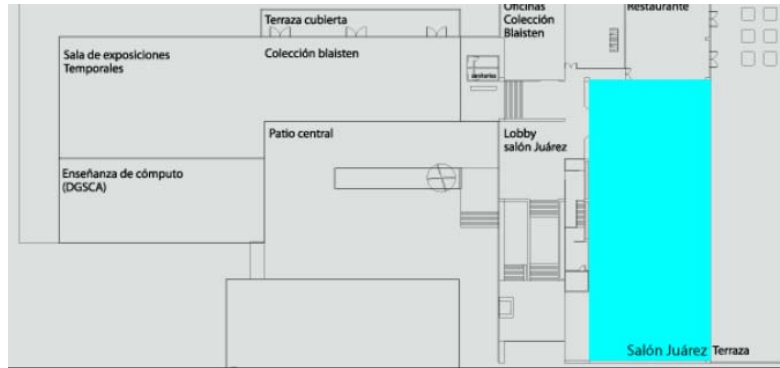 Oficinas
Colección
Blaisten
Restaurante
Terraza cubierta
Sala de exposiciones
Temporales
Colección blaisten
sanitarios
Patio central
Lobby
salón Juárez
Enseñanza de cómputo
(DGSCA)
Salón Juárez
Terraza